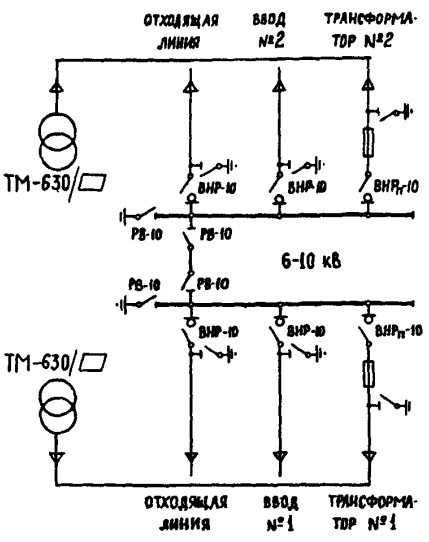 ОТХОДЯЩАЯ ЛИНИЯ
ВВОД №2
ТРАНСФОРМА-
ТОР №2
ТМ-630/
ВНР-10
ВНР-10
ВНРп-10
РВ-10
РВ-10
6-10 кВ
РВ-10
РВ-10
ВНР-10
ВНР-10
ВНРп-10
ТМ-630/
ОТХОДЯЩАЯ ЛИНИЯ
ВВОД №1
ТРАНСФОРМА-
ТОР №1